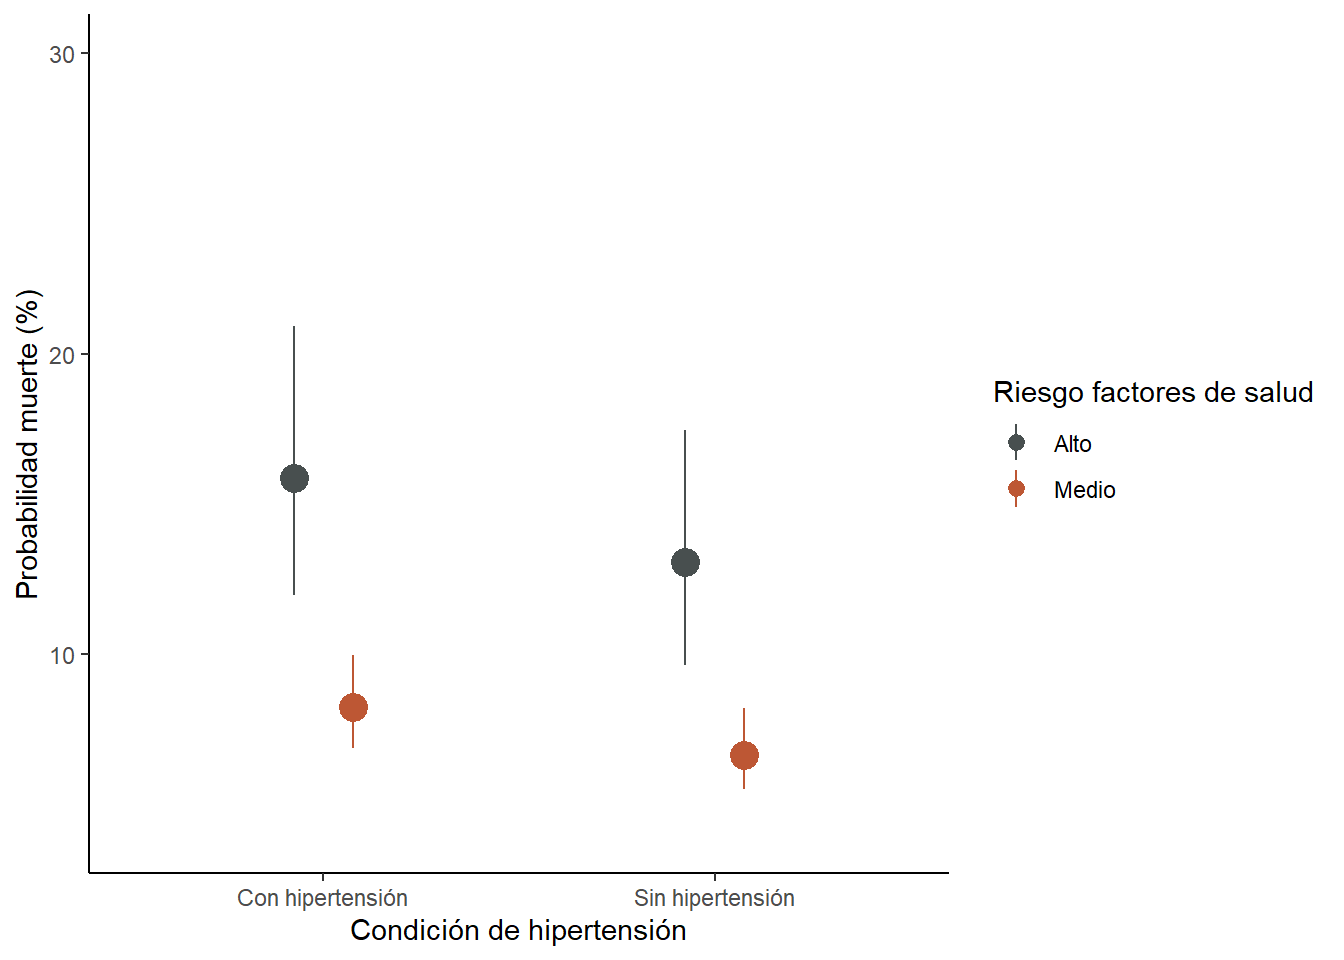 30
20
10
Probabilidad muerte (%)
Con hipertensión
Sin hipertensión
Condición de hipertensión
Riesgo factores de salud
Alto
Medio